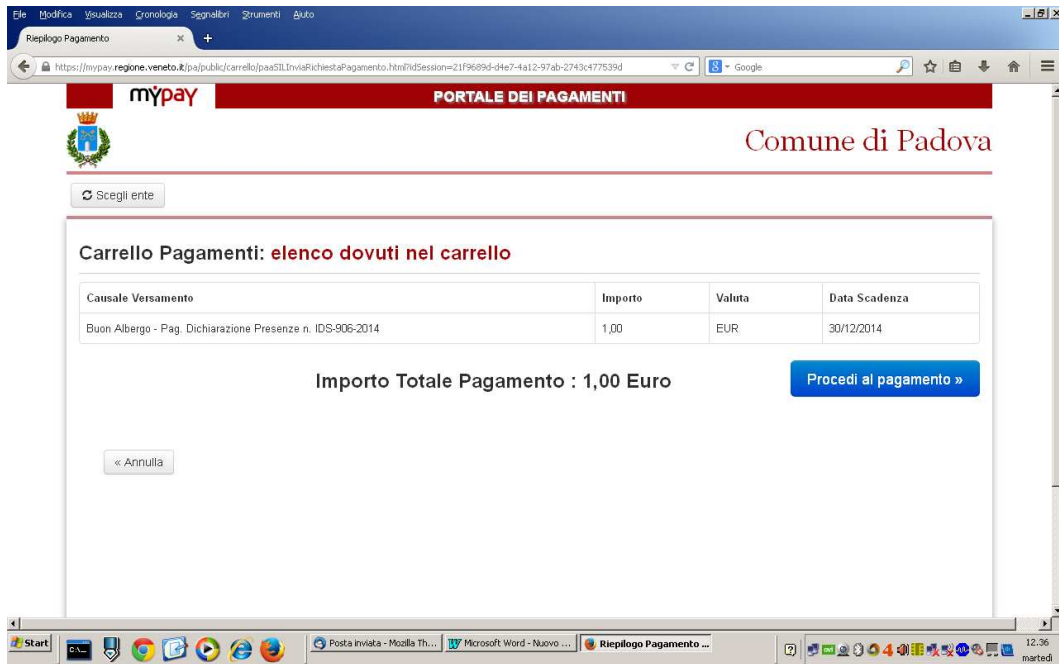 File Modifica Visualizza Cronologia Segnalibri Strumenti Aiuto
Riepilogo Pagamento × +
https://mypay.regione.veneto.it/pa/public/carrello/paaSILInviaRichiestaPagamento.html?idSession=21f9689d-d4e7-4a12-97ab-2743c477539d 8 Google
mypay PORTALE DEI PAGAMENTI
Comune di Padova
Scegli ente
Carrello Pagamenti: elenco dovuti nel carrello
Causale Versamento Importo Valuta Data Scadenza
Buon Albergo - Pag. Dichiarazione Presenze n. IDS-906-2014 1,00 EUR 30/12/2014
Importo Totale Pagamento : 1,00 Euro Procedi al pagamento »
« Annulla
Start Posta inviata - Mozilla Th... Microsoft Word - Nuovo ... Riepilogo Pagamento ... 12.36
martedì